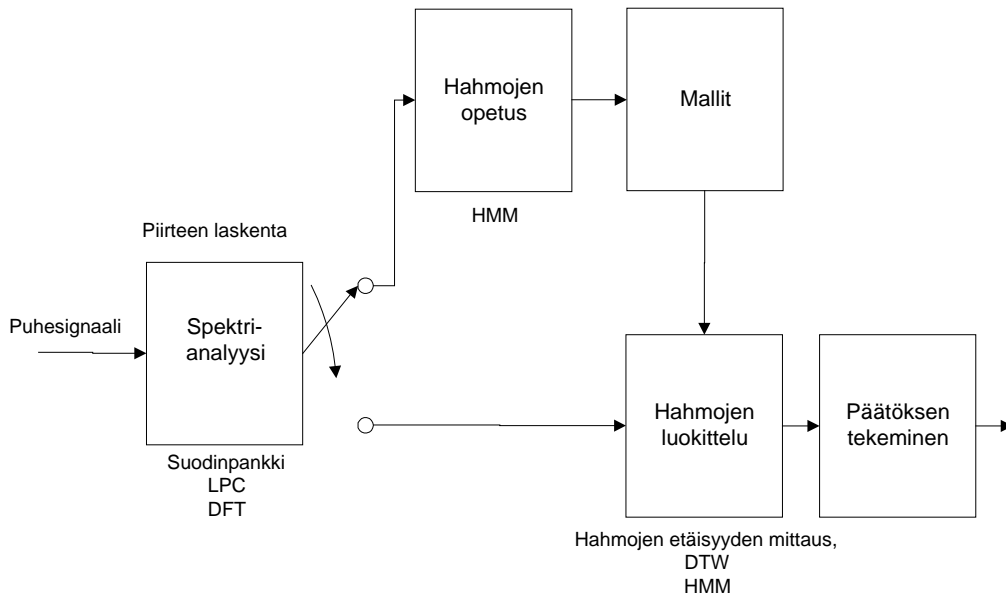 Hahmojen
opetus
Mallit
HMM
Piirteen laskenta
Puhesignaali
Spektri-
analyysi
Suodinpankki
LPC
DFT
Hahmojen
luokittelu
Päätöksen
tekeminen
Hahmojen etäisyyden mittaus,
DTW
HMM